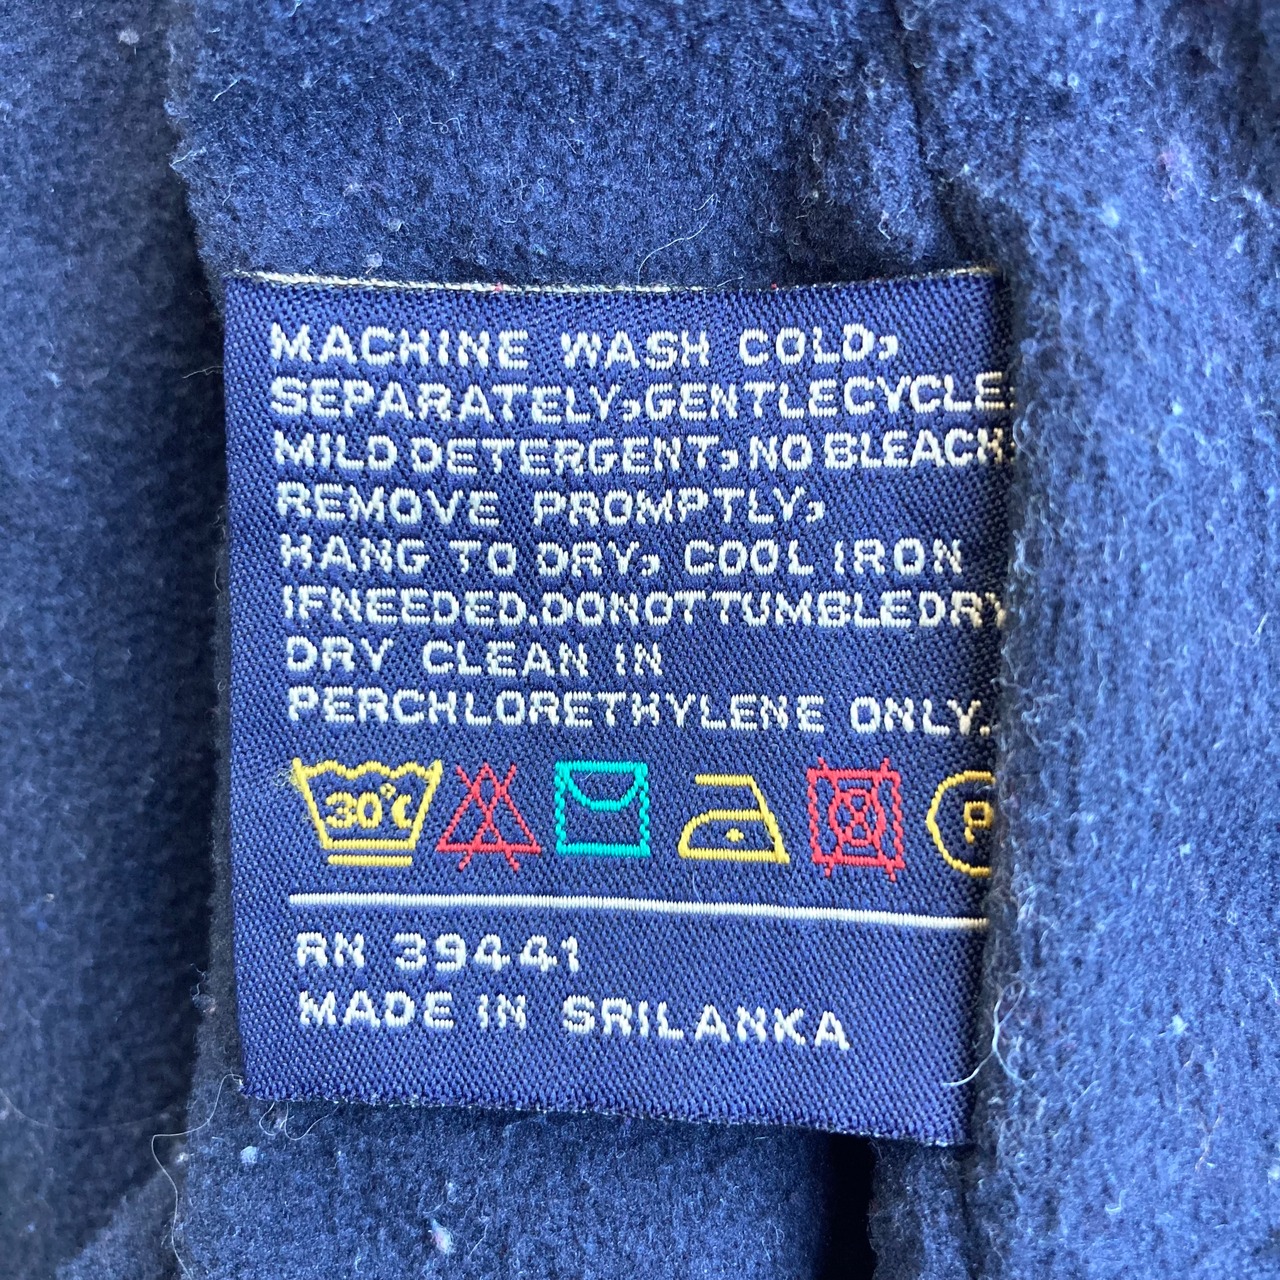 MACHINE WASH COLD,
SEPARATELY,GENTLECYCLE.
MILD DETERGENT,NO BLEACH.
REMOVE PROMPTLY,
HANG TO DRY, COOL IRON
IFNEEDED.DONOTTUMBLEDRY
DRY CLEAN IN
PERCHLORETHYLENE ONLY.
30°C P
RN 39441
MADE IN SRILANKA